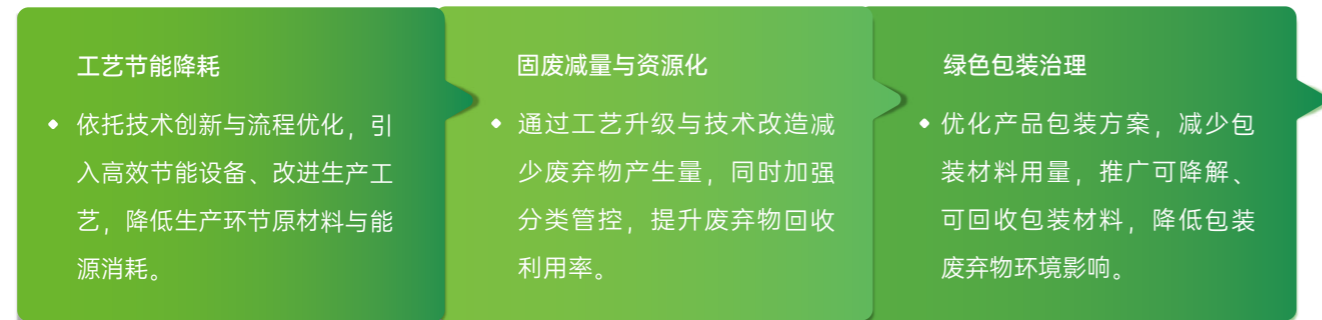 工艺节能降耗
依托技术创新与流程优化，引
入高效节能设备、改进生产工
艺，降低生产环节原材料与能
源消耗。
固废减量与资源化
通过工艺升级与技术改造减
少废弃物产生量，同时加强
分类管控，提升废弃物回收
利用率。
绿色包装治理
优化产品包装方案，减少包
装材料用量，推广可降解、
可回收包装材料，降低包装
废弃物环境影响。